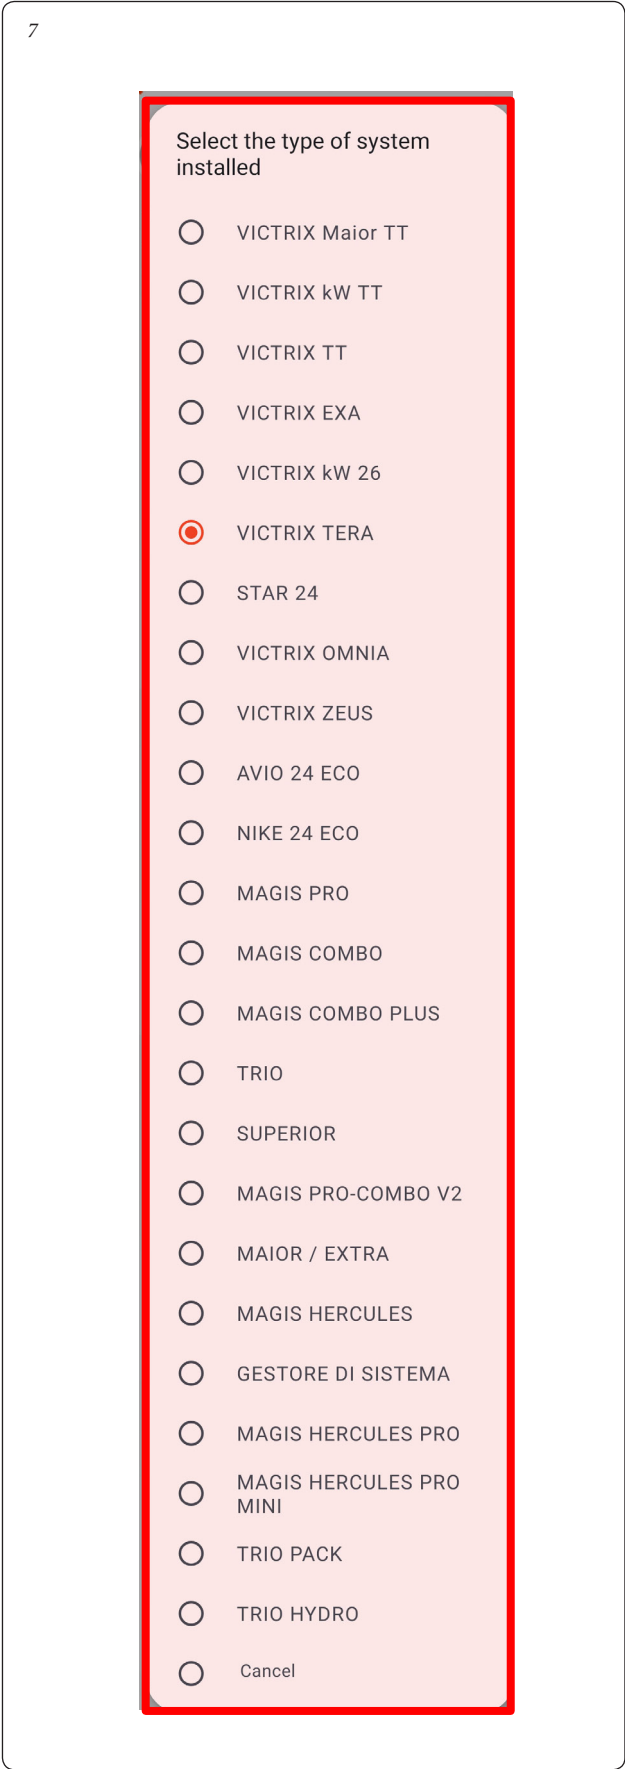 7
Select the type of system
installed
VICTRIX Maior TT
VICTRIX kW TT
VICTRIX TT
VICTRIX EXA
VICTRIX kW 26
VICTRIX TERA
STAR 24
VICTRIX OMNIA
VICTRIX ZEUS
AVIO 24 ECO
NIKE 24 ECO
MAGIS PRO
MAGIS COMBO
MAGIS COMBO PLUS
TRIO
SUPERIOR
MAGIS PRO-COMBO V2
MAIOR / EXTRA
MAGIS HERCULES
GESTORE DI SISTEMA
MAGIS HERCULES PRO
MAGIS HERCULES PRO
MINI
TRIO PACK
TRIO HYDRO
Cancel